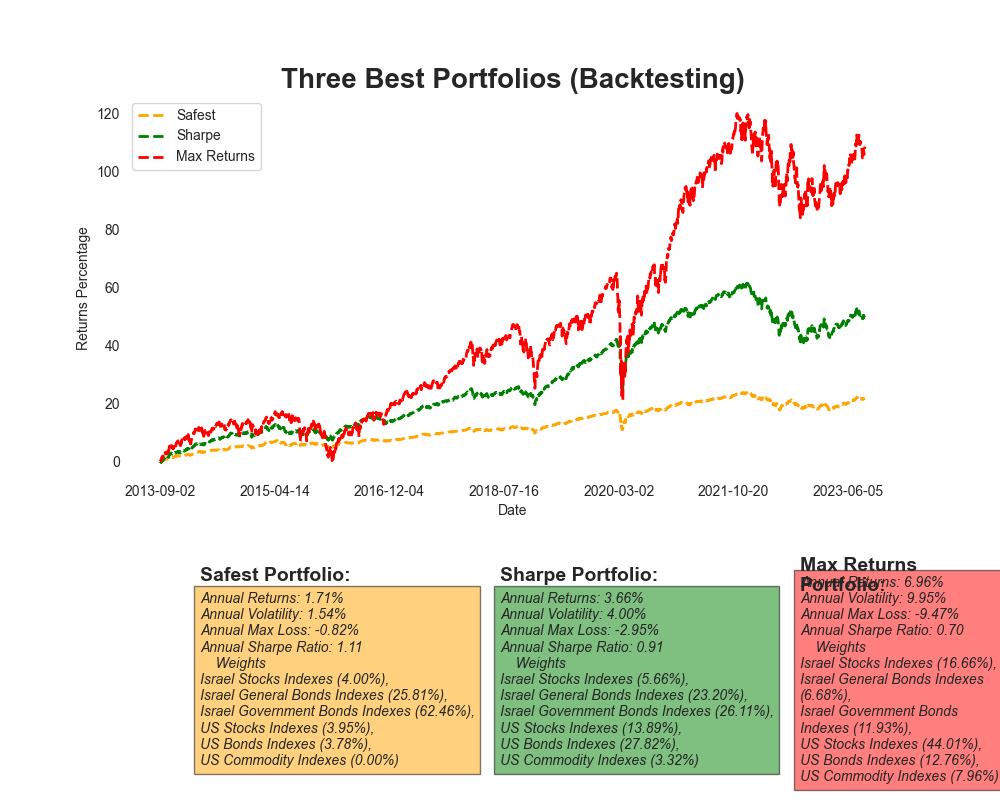 Three Best Portfolios (Backtesting)
Safest
Sharpe
Max Returns
120
100
80
60
40
20
0
Returns Percentage
2013-09-02
2015-04-14
2016-12-04
2018-07-16
2020-03-02
2021-10-20
2023-06-05
Date
Safest Portfolio:
Annual Returns: 1.71%
Annual Volatility: 1.54%
Annual Max Loss: -0.82%
Annual Sharpe Ratio: 1.11
Weights
Israel Stocks Indexes (4.00%),
Israel General Bonds Indexes (25.81%),
Israel Government Bonds Indexes (62.46%),
US Stocks Indexes (3.95%),
US Bonds Indexes (3.78%),
US Commodity Indexes (0.00%)
Sharpe Portfolio:
Annual Returns: 3.66%
Annual Volatility: 4.00%
Annual Max Loss: -2.95%
Annual Sharpe Ratio: 0.91
Weights
Israel Stocks Indexes (5.66%),
Israel General Bonds Indexes (23.20%),
Israel Government Bonds Indexes (26.11%),
US Stocks Indexes (13.89%),
US Bonds Indexes (27.82%),
US Commodity Indexes (3.32%)
Max Returns
Portfolio:
Annual Returns: 6.96%
Annual Volatility: 9.95%
Annual Max Loss: -9.47%
Annual Sharpe Ratio: 0.70
Weights
Israel Stocks Indexes (16.66%),
Israel General Bonds Indexes
(6.68%),
Israel Government Bonds
Indexes (11.93%),
US Stocks Indexes (44.01%),
US Bonds Indexes (12.76%),
US Commodity Indexes (7.96%)